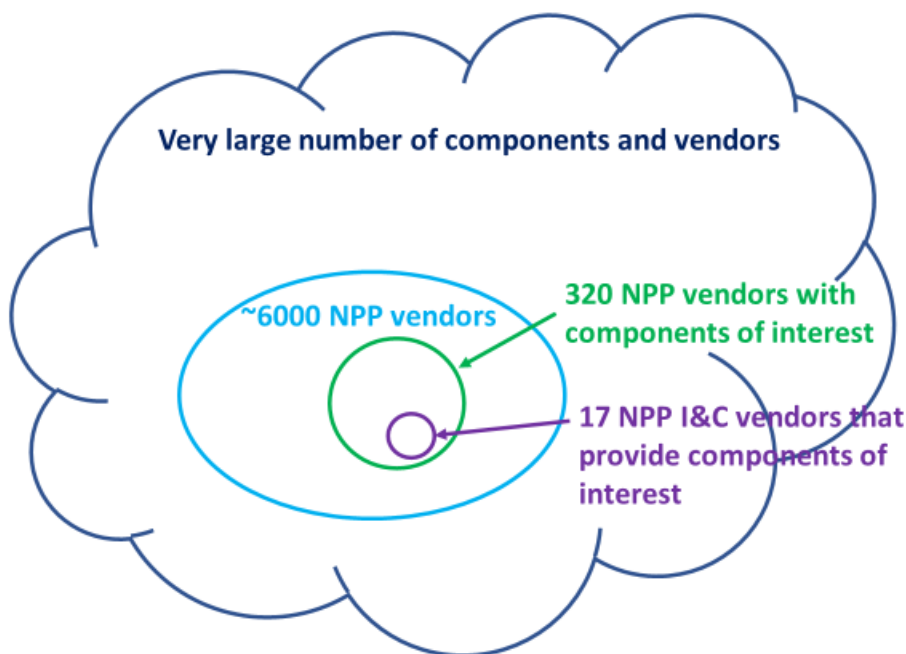 Very large number of components and vendors
~6000 NPP vendors
320 NPP vendors with
components of interest
17 NPP I&C vendors that
provide components of
interest